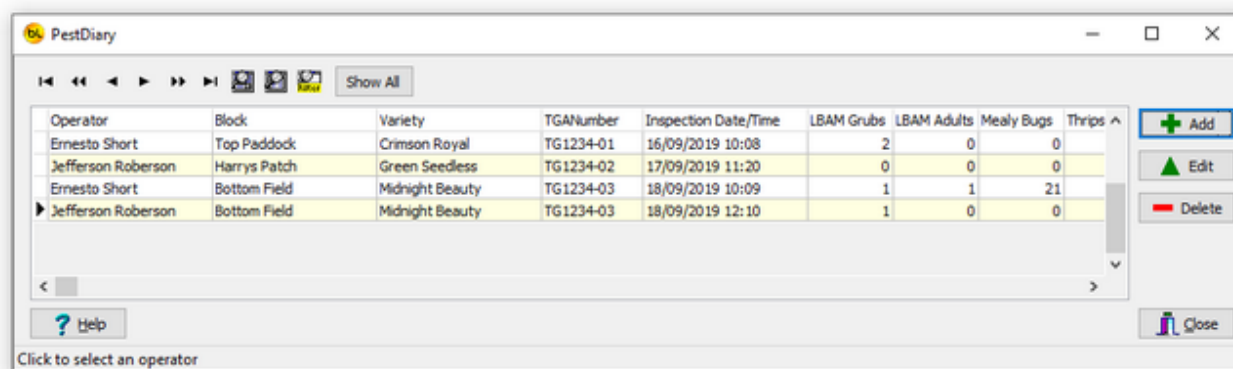 PestDiary
Show All
Operator Block Variety TGANumber Inspection Date/Time LBAM Grubs LBAM Adults Mealy Bugs Thrips
Ernesto Short Top Paddock Crimson Royal TG1234-01 16/09/2019 10:08 2 0 0
Jefferson Roberson Harrys Patch Green Seedless TG1234-02 17/09/2019 11:20 0 0 0
Ernesto Short Bottom Field Midnight Beauty TG1234-03 18/09/2019 10:09 1 1 21
Jefferson Roberson Bottom Field Midnight Beauty TG1234-03 18/09/2019 12:10 1 0 0
Add
Edit
Delete
Help
Close
Click to select an operator